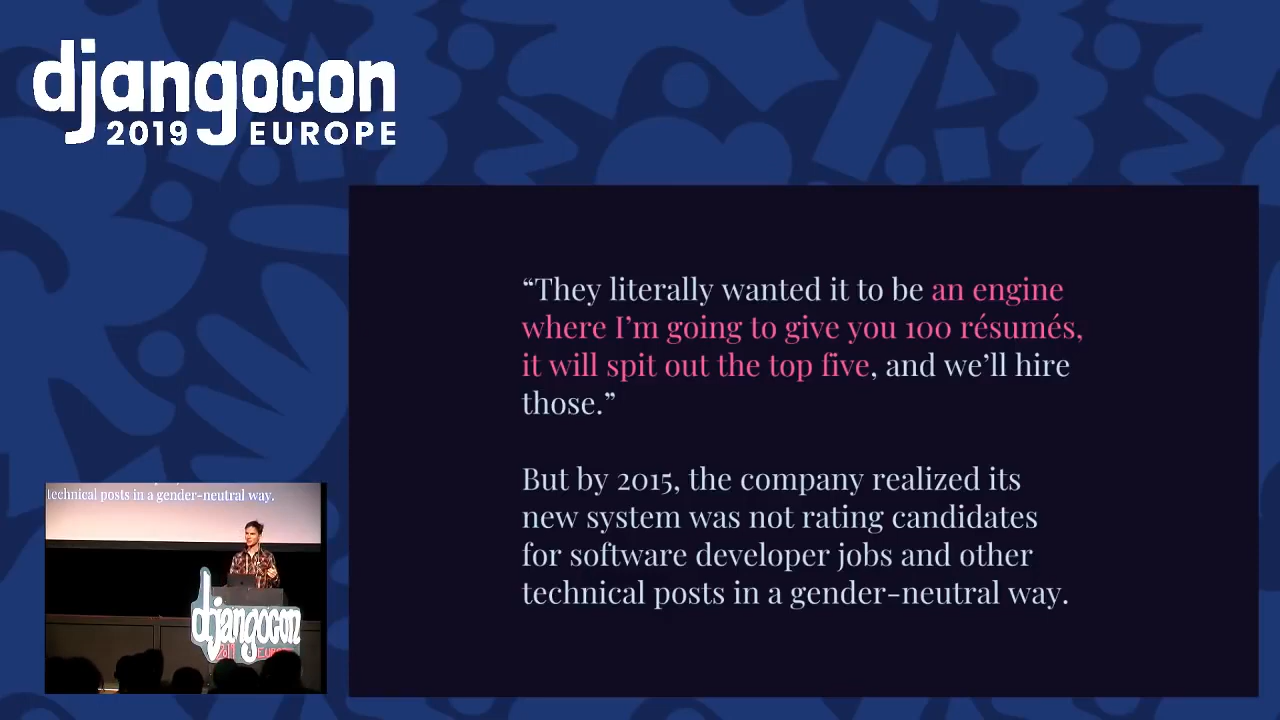 djangocon
2019 EUROPE
“They literally wanted it to be an engine
where I’m going to give you 100 résumés,
it will spit out the top five, and we’ll hire
those.”
But by 2015, the company realized its
new system was not rating candidates
for software developer jobs and other
technical posts in a gender-neutral way.
technical posts in a gender-neutral way.
djangocon
2019 EUROPE